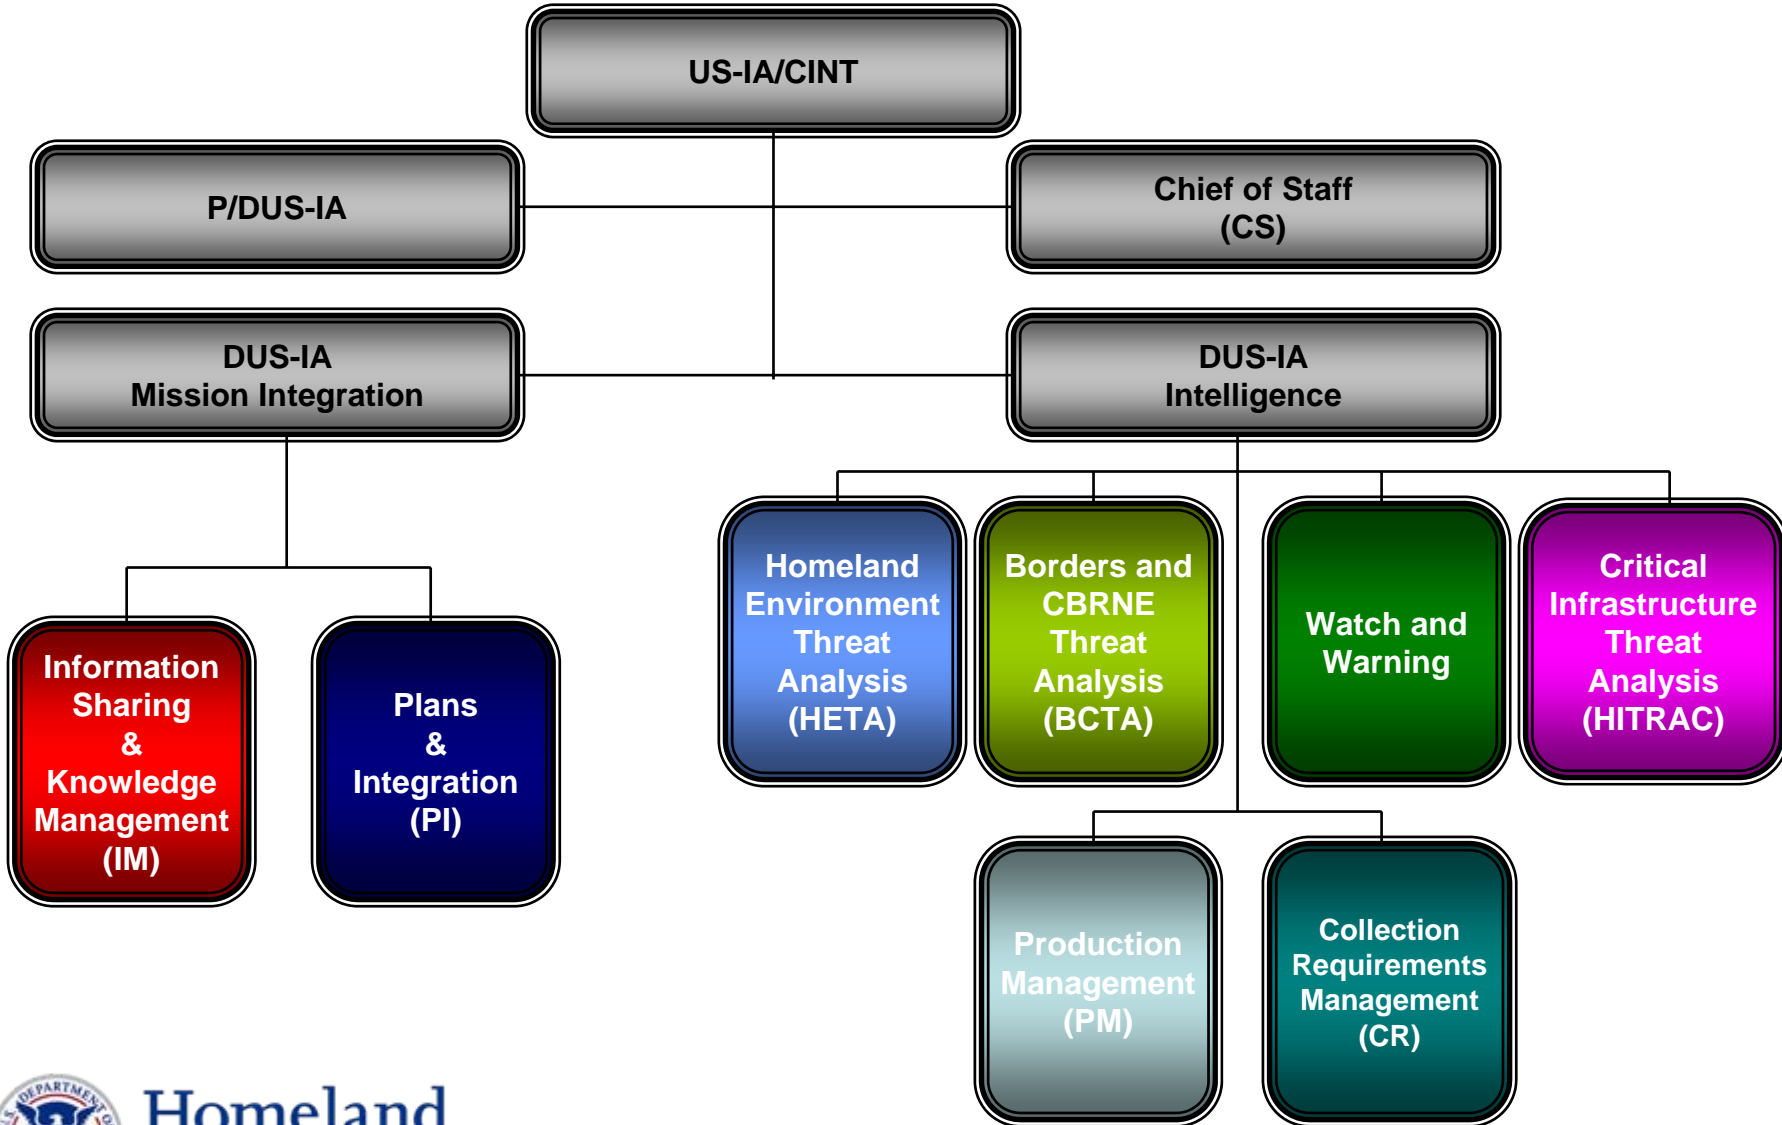 US-IA/CINT
P/DUS-IA
Chief of Staff
(CS)
DUS-IA
Mission Integration
DUS-IA
Intelligence
Homeland
Environment
Threat
Analysis
(HETA)
Borders and
CBRNE
Threat
Analysis
(BCTA)
Watch and
Warning
Critical
Infrastructure
Threat
Analysis
(HITRAC)
Information
Sharing
&
Knowledge
Management
(IM)
Plans
&
Integration
(PI)
Production
Management
(PM)
Collection
Requirements
Management
(CR)
U.S. DEPARTMENT O
Homeland